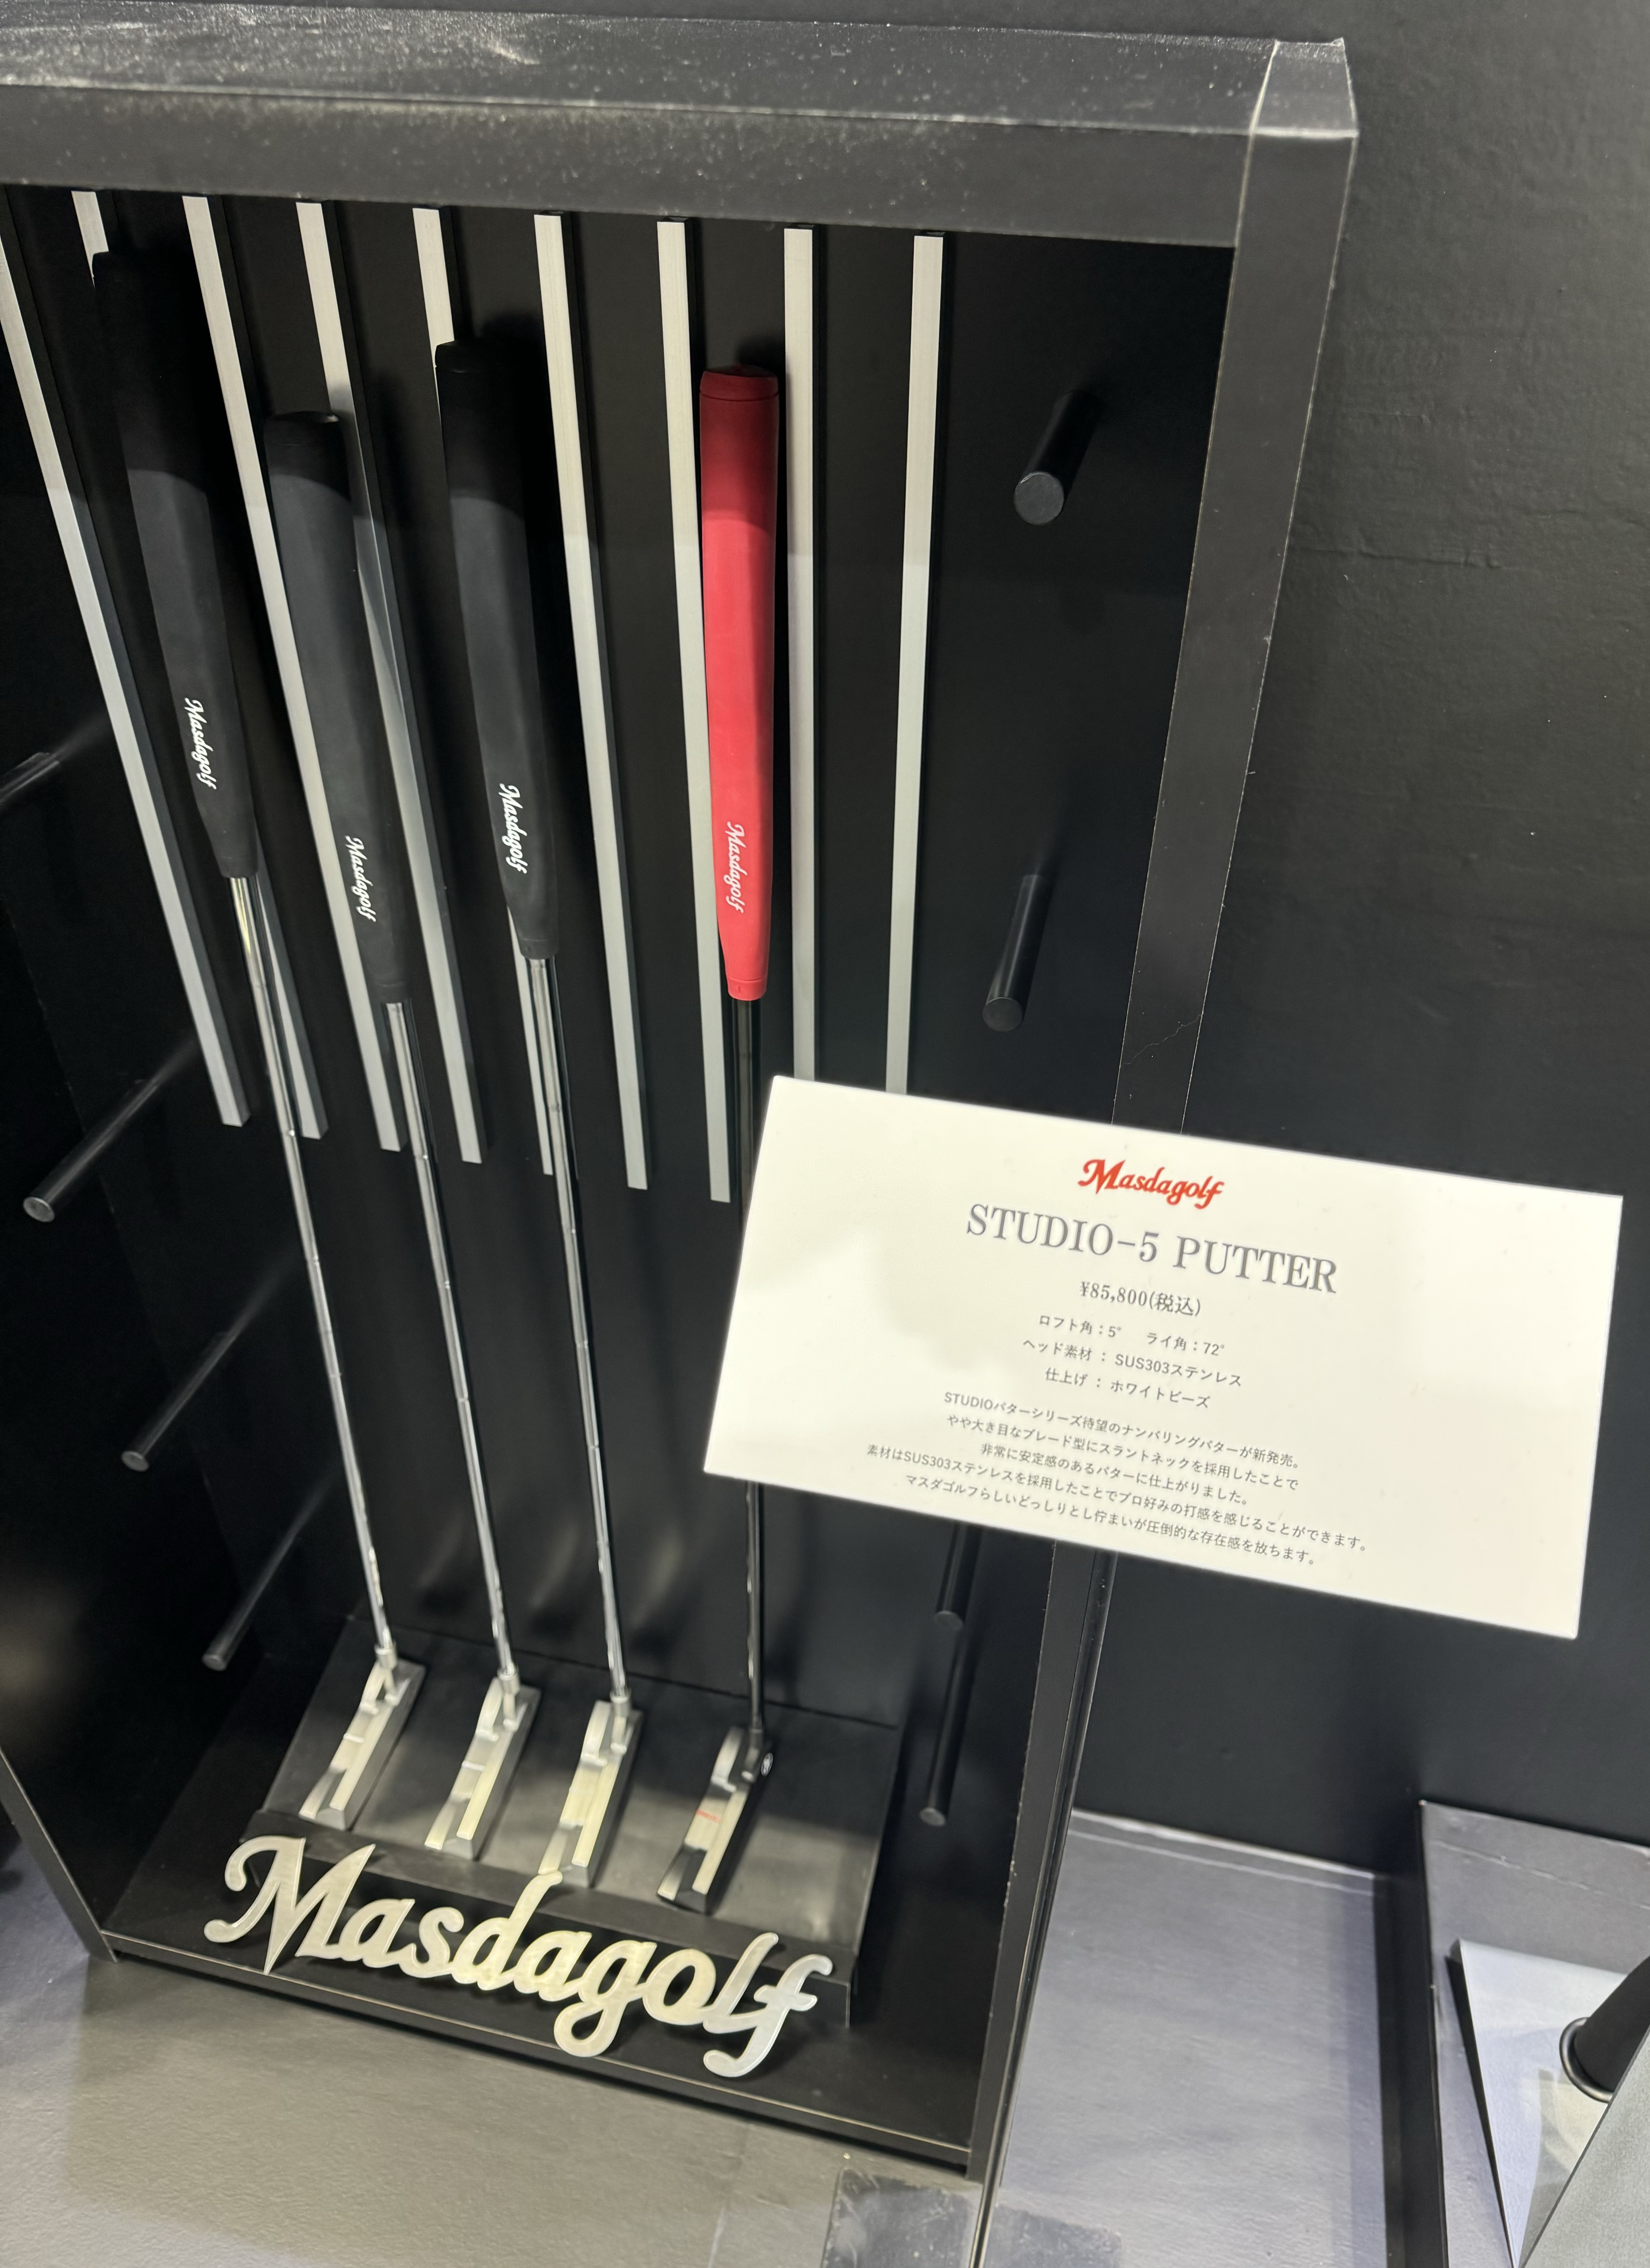 Masdagolf
Masdagolf
Masdagolf
Masdagolf
Masdagolf
STUDIO-5 PUTTER
¥85,800(税込)
ロフト角：5° ライ角：72°
ヘッド素材 ： SUS303ステンレス
仕上げ ： ホワイトビーズ
STUDIOパターシリーズ待望のナンバリングパターが新発売。
やや大き目なブレード型にスラントネックを採用したことで
非常に安定感のあるパターに仕上がりました。
素材はSUS303ステンレスを採用したことでプロ好みの打感を感じることができます。
マスダゴルフらしいどっしりとし佇まいが圧倒的な存在感を放ちます。
Masdagolf